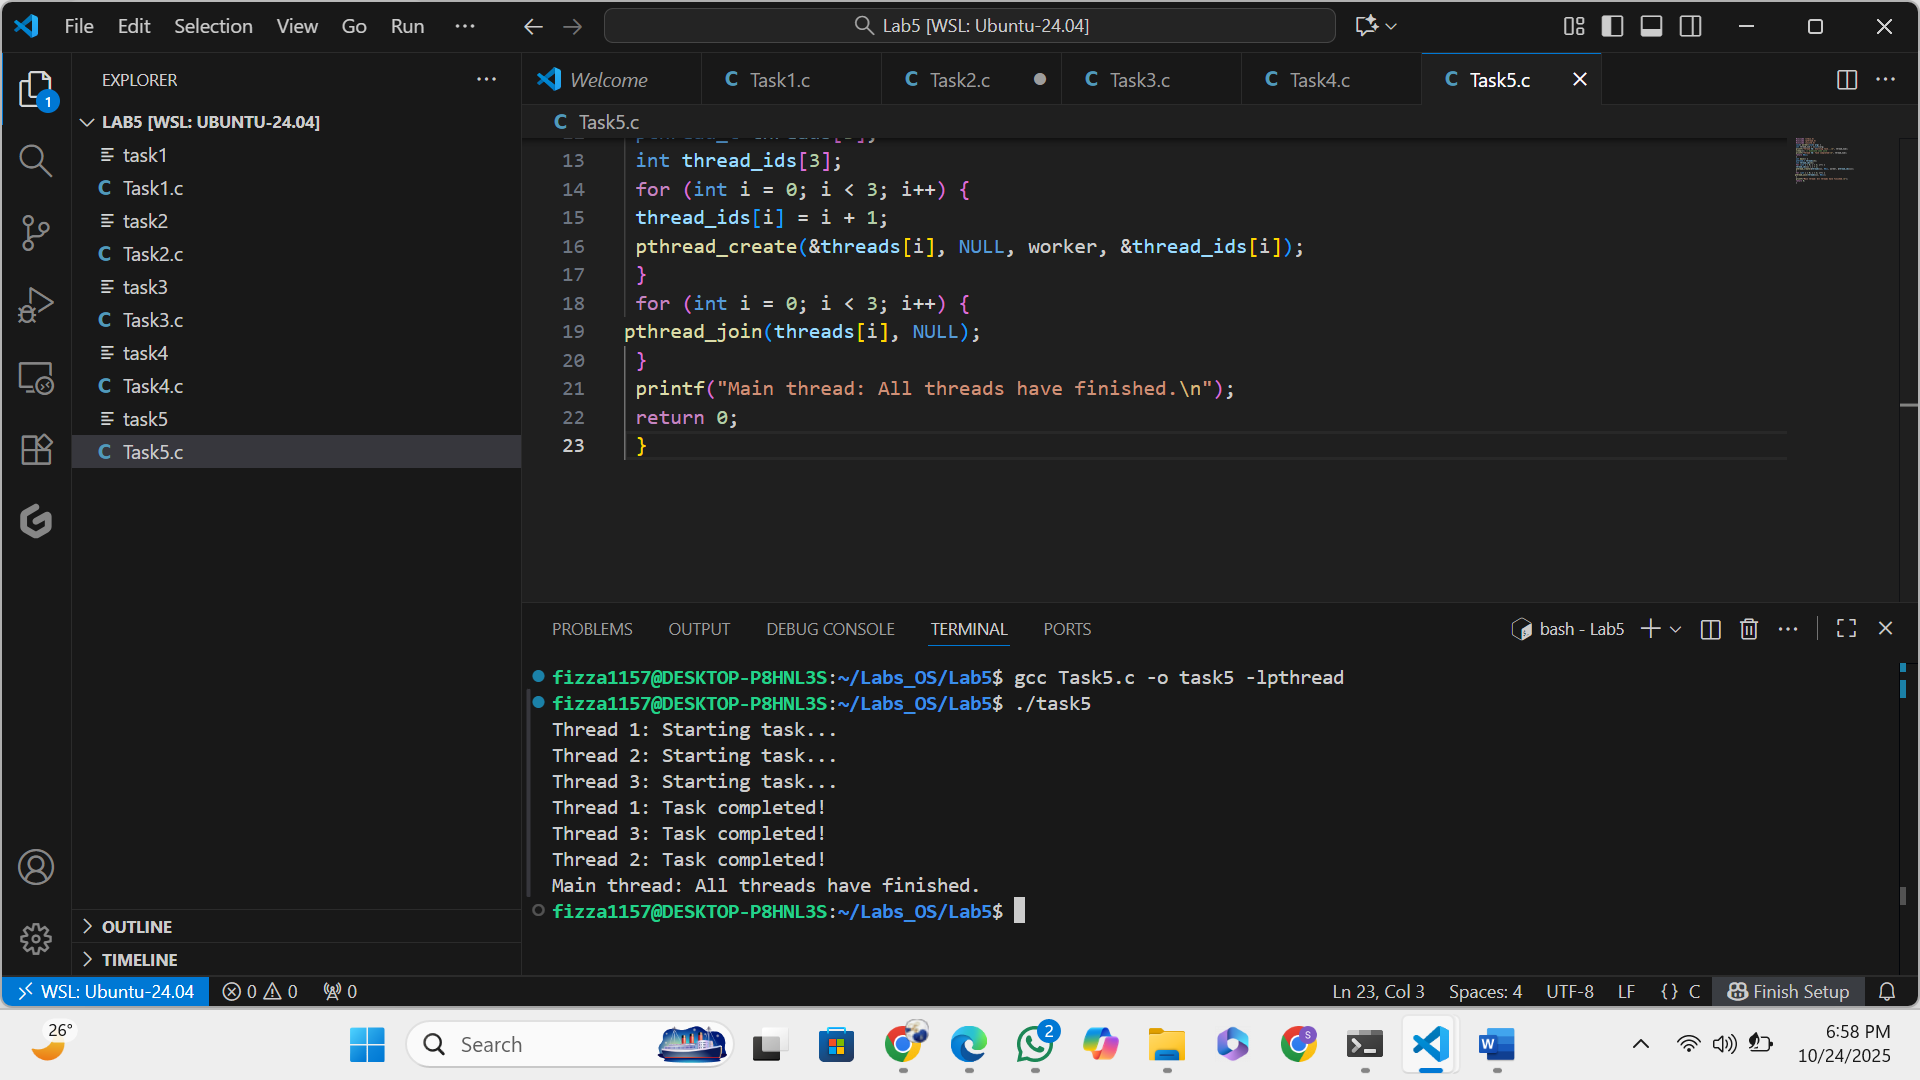 File Edit Selection View Go Run ··· Lab5 [WSL: Ubuntu-24.04]
EXPLORER ···
LAB5 [WSL: UBUNTU-24.04]
task1
C Task1.c
task2
C Task2.c
task3
C Task3.c
task4
C Task4.c
task5
C Task5.c
OUTLINE
TIMELINE
Welcome C Task1.c C Task2.c C Task3.c C Task4.c C Task5.c
C Task5.c
13 int thread_ids[3];
14 for (int i = 0; i < 3; i++) {
15 thread_ids[i] = i + 1;
16 pthread_create(&threads[i], NULL, worker, &thread_ids[i]);
17 }
18 for (int i = 0; i < 3; i++) {
19 pthread_join(threads[i], NULL);
20 }
21 printf("Main thread: All threads have finished.\n");
22 return 0;
23 }
PROBLEMS OUTPUT DEBUG CONSOLE TERMINAL PORTS bash - Lab5
fizza1157@DESKTOP-P8HNL3S:~/Labs_OS/Lab5$ gcc Task5.c -o task5 -lpthread
fizza1157@DESKTOP-P8HNL3S:~/Labs_OS/Lab5$ ./task5
Thread 1: Starting task...
Thread 2: Starting task...
Thread 3: Starting task...
Thread 1: Task completed!
Thread 3: Task completed!
Thread 2: Task completed!
Main thread: All threads have finished.
fizza1157@DESKTOP-P8HNL3S:~/Labs_OS/Lab5$
WSL: Ubuntu-24.04 0 0 0 Ln 23, Col 3 Spaces: 4 UTF-8 LF {} C Finish Setup
26° Search 2 6:58 PM
10/24/2025